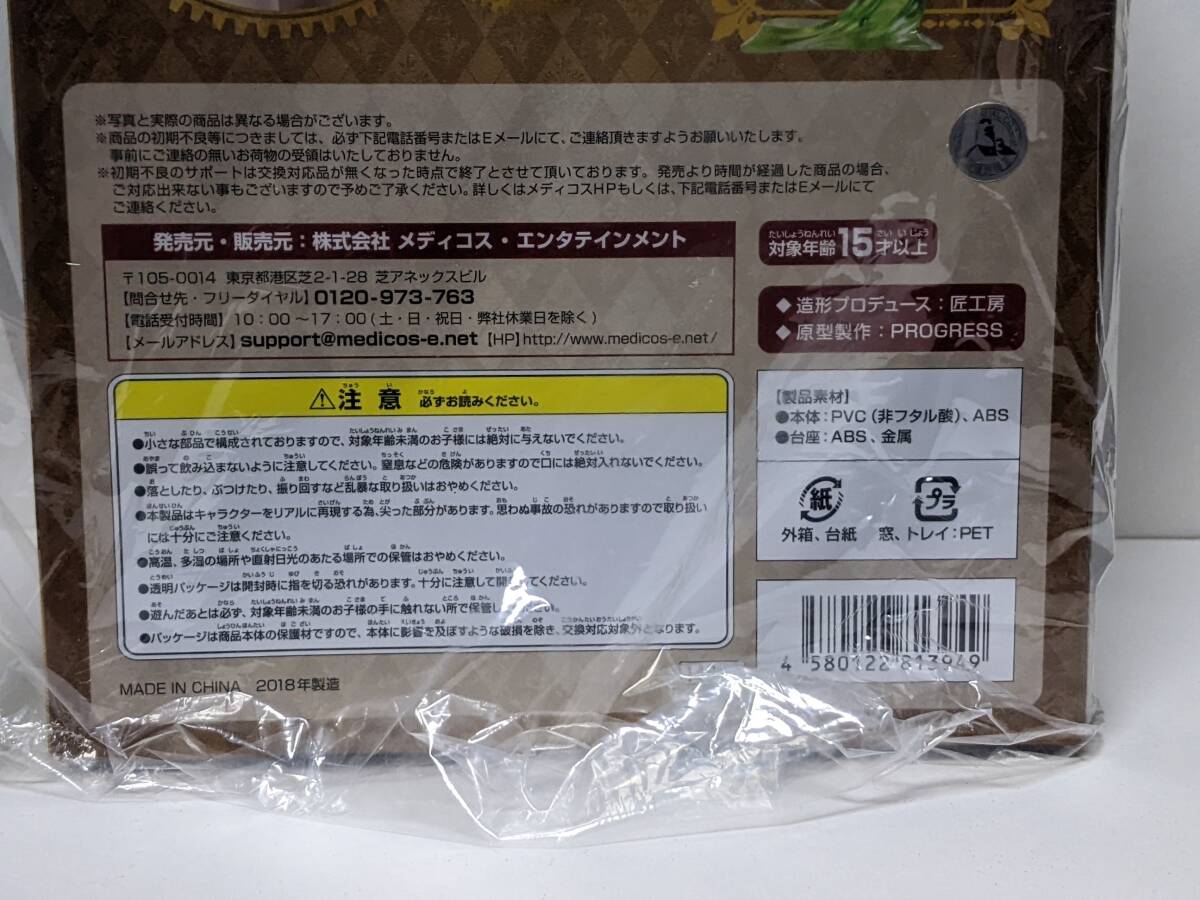 ※写真と実際の商品は異なる場合がございます。
※商品の初期不良等につきましては、必ず下記電話番号またはEメールにて、ご連絡頂きますようお願いいたします。
事前にご連絡の無いお荷物の受領はいたしておりません。
※初期不良のサポートは交換対応品が無くなった時点で終了とさせて頂いております。発売より時間が経過した商品の場合、
ご対応出来ない事もございますので予めご了承ください。詳しくはメディコスHPもしくは、下記電話番号またはEメールにて
ご連絡ください。
発売元・販売元：株式会社 メディコス・エンタテインメント
〒105-0014 東京都港区芝2-1-28 芝アネックスビル
【問合せ先・フリーダイヤル】0120-973-763
【電話受付時間】10：00〜17：00（土・日・祝日・弊社休業日を除く）
【メールアドレス】support@medicos-e.net【HP】http://www.medicos-e.net/
たいしょうねんれい さい いじょう
対象年齢15才以上
◆造形プロデュース：匠工房
◆原型製作：PROGRESS
ちゅう い かなら よ
⚠注 意 必ずお読みください。
●小さな部品で構成されておりますので、対象年齢未満のお子様には絶対に与えないでください。
●誤って飲み込まないように注意してください。窒息などの危険がありますので口には絶対入れないでください。
●落としたり、ぶつけたり、振り回すなど乱暴な取り扱いはおやめください。
●本製品はキャラクターをリアルに再現する為、尖った部分があります。思わぬ事故の恐れがありますので取り扱い
には十分にご注意ください。
●高温、多湿の場所や直射日光のあたる場所での保管はおやめください。
●透明パッケージは開封時に指を切る恐れがあります。十分に注意して開封してください。
●遊んだあとは必ず、対象年齢未満のお子様の手に触れない所で保管してください。
●パッケージは商品本体の保護材ですので、本体に影響を及ぼすような破損を除き、交換対応対象外となります。
MADE IN CHINA 2018年製造
【製品素材】
●本体：PVC（非フタル酸）、ABS
●台座：ABS、金属
紙
プラ
外箱、台紙 窓、トレイ：PET
4 580122 813949